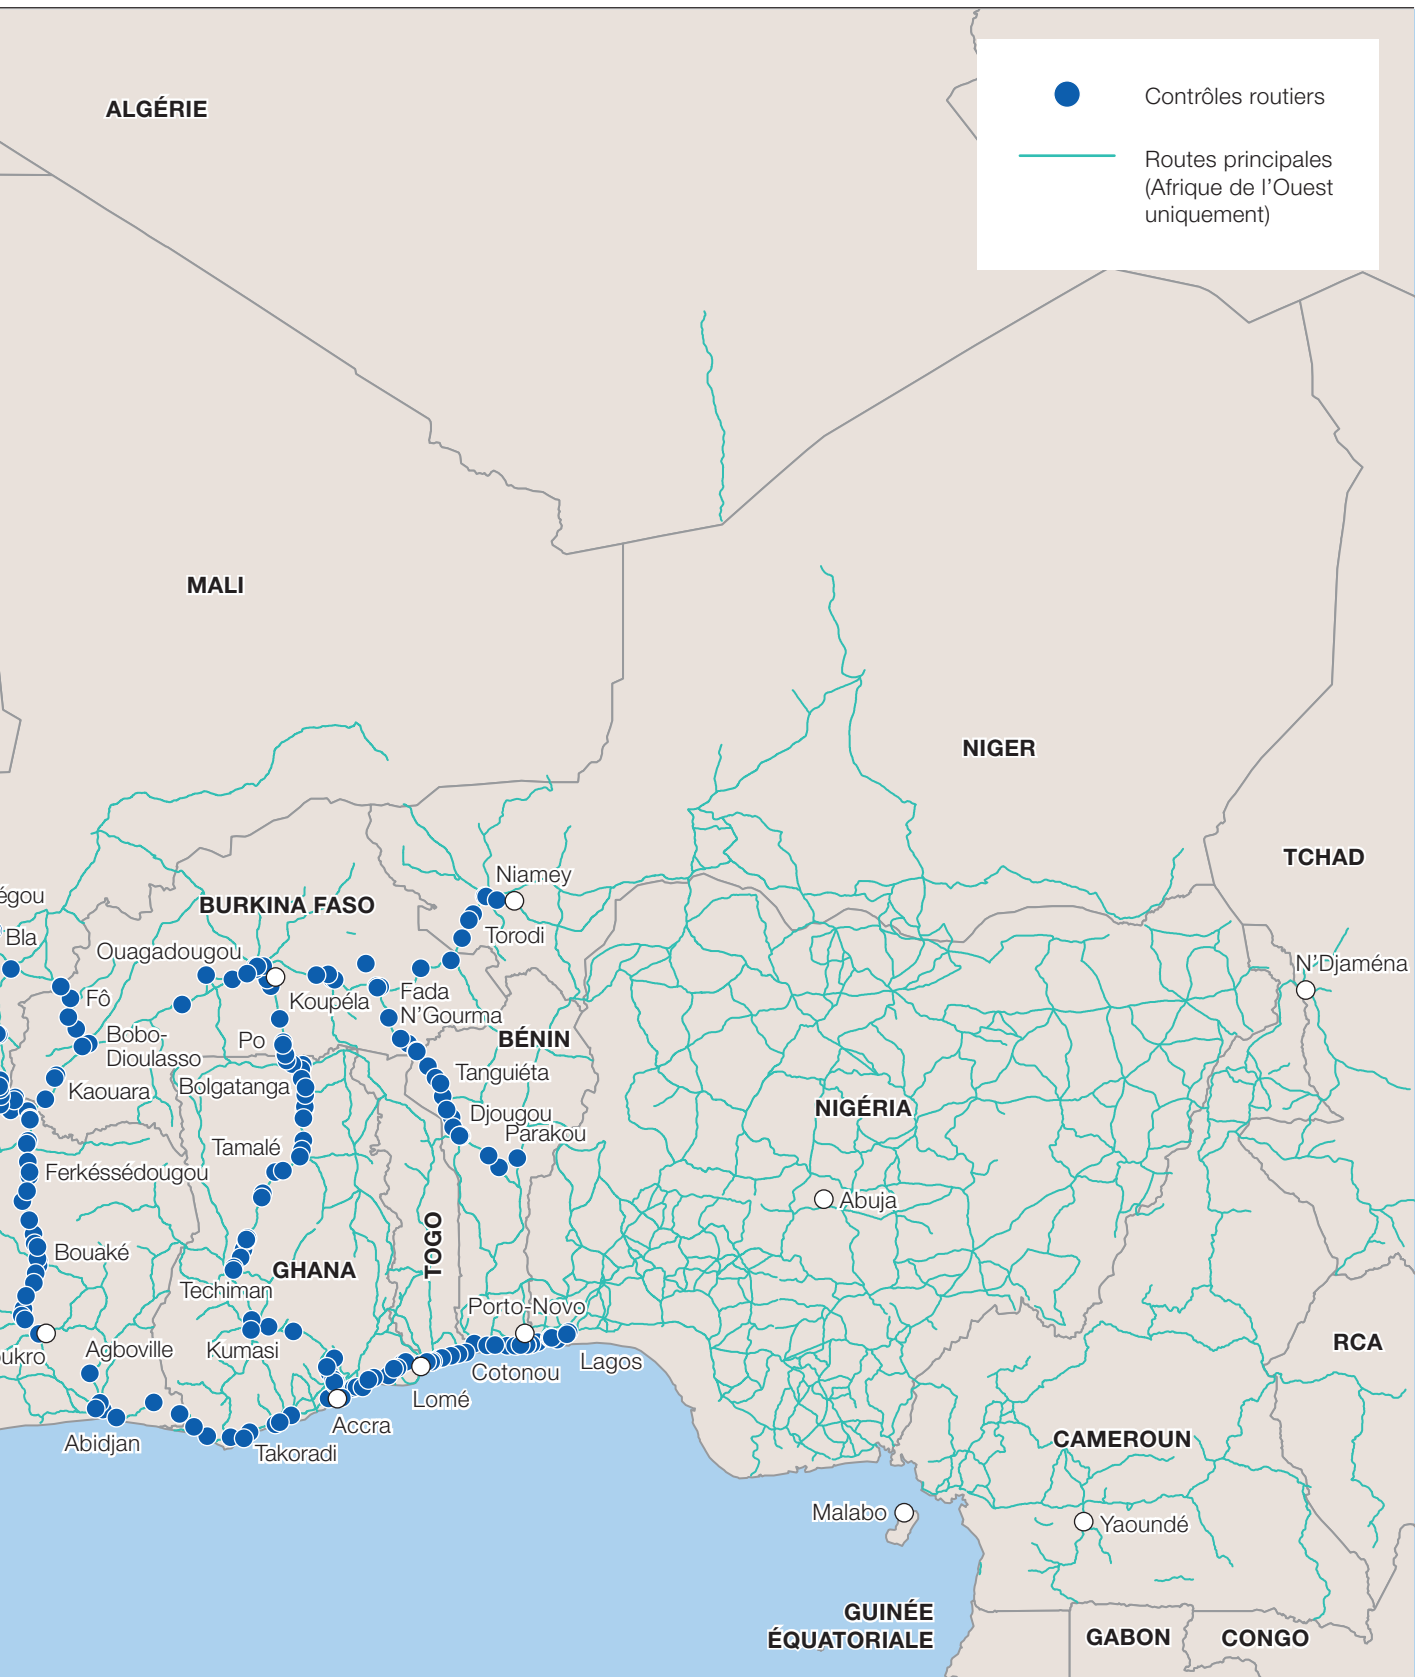 Contrôles routiers
Routes principales
(Afrique de l'Ouest
uniquement)
ALGÉRIE
MALI
NIGER
TCHAD
Niamey
égou
BURKINA FASO
Bla
Torodi
Ouagadougou
N'Djaména
Fô
Koupéla
Fada
N'Gourma
Bobo-
Dioulasso
Po
BÉNIN
Tanguiéta
Kaouara
Bolgatanga
NIGÉRIA
Djougou
Parakou
Tamalé
Ferkéssédougou
Abuja
TOGO
Bouaké
GHANA
Techiman
Porto-Novo
oukro
Agboville
Kumasi
Cotonou
Lagos
RCA
Lomé
Accra
Abidjan
Takoradi
CAMEROUN
Malabo
Yaoundé
GUINÉE
ÉQUATORIALE
GABON
CONGO